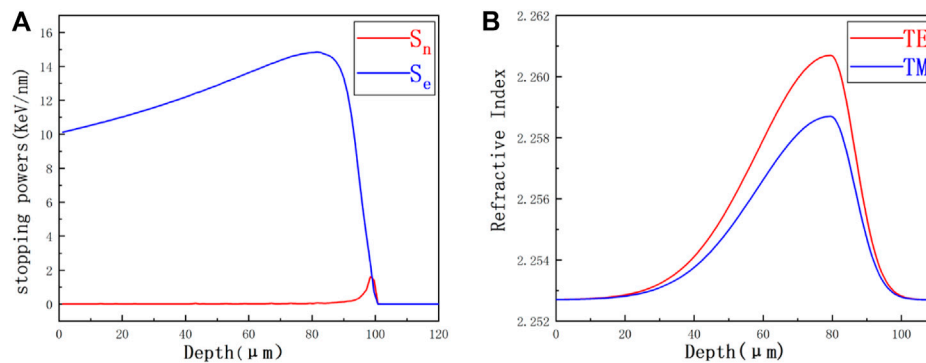 A
B
16
14
12
10
8
6
4
2
0
stopping powers(KeV/nm)
Sn
Se
0 20 40 60 80 100 120
Depth(μm)
2.262
2.260
2.258
2.256
2.254
2.252
Refractive Index
TE
TM
0 20 40 60 80 100
Depth(μm)